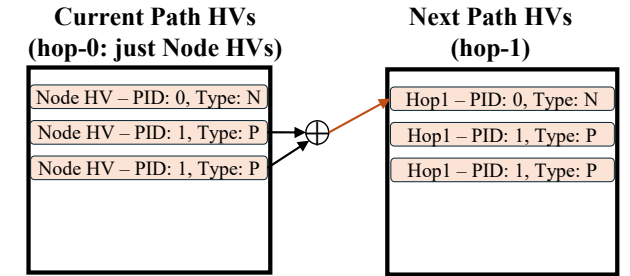 Current Path HVs
(hop-0: just Node HVs)
Node HV – PID: 0, Type: N
Node HV – PID: 1, Type: P
Node HV – PID: 1, Type: P
Next Path HVs
(hop-1)
Hop1 – PID: 0, Type: N
Hop1 – PID: 1, Type: P
Hop1 – PID: 1, Type: P